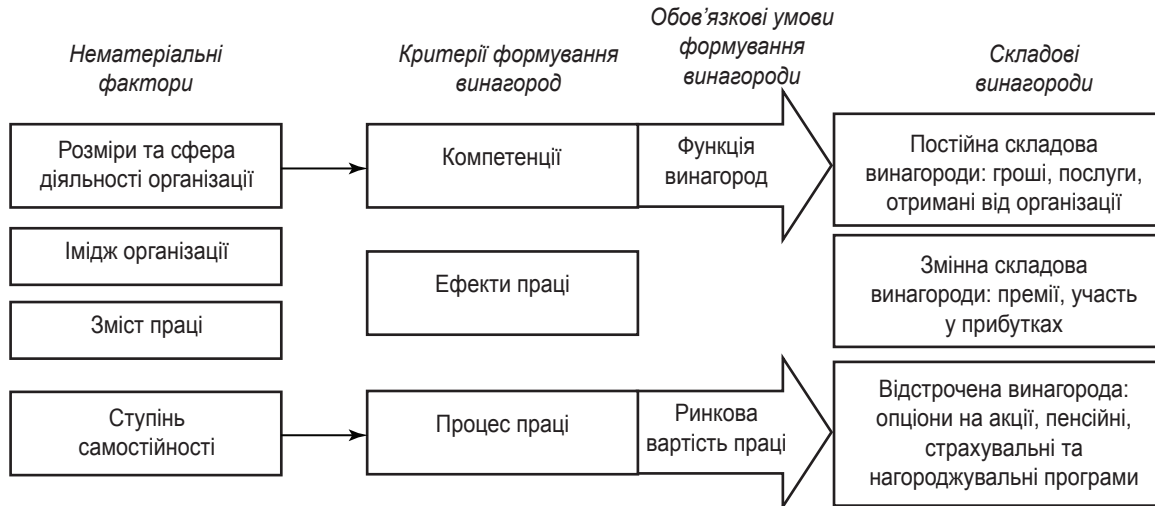 Нематеріальні
фактори
Критерії формування
винагород
Обов’язкові умови
формування
винагороди
Складові
винагороди
Розміри та сфера
діяльності організації
Компетенції
Функція
винагород
Постійна складова
винагороди: гроші, послуги,
отримані від організації
Імідж організації
Ефекти праці
Змінна складова
винагороди: премії, участь
у прибутках
Зміст праці
Ступінь
самостійності
Процес праці
Ринкова
вартість праці
Відстрочена винагорода:
опціони на акції, пенсійні,
страхувальні та
нагороджувальні програми